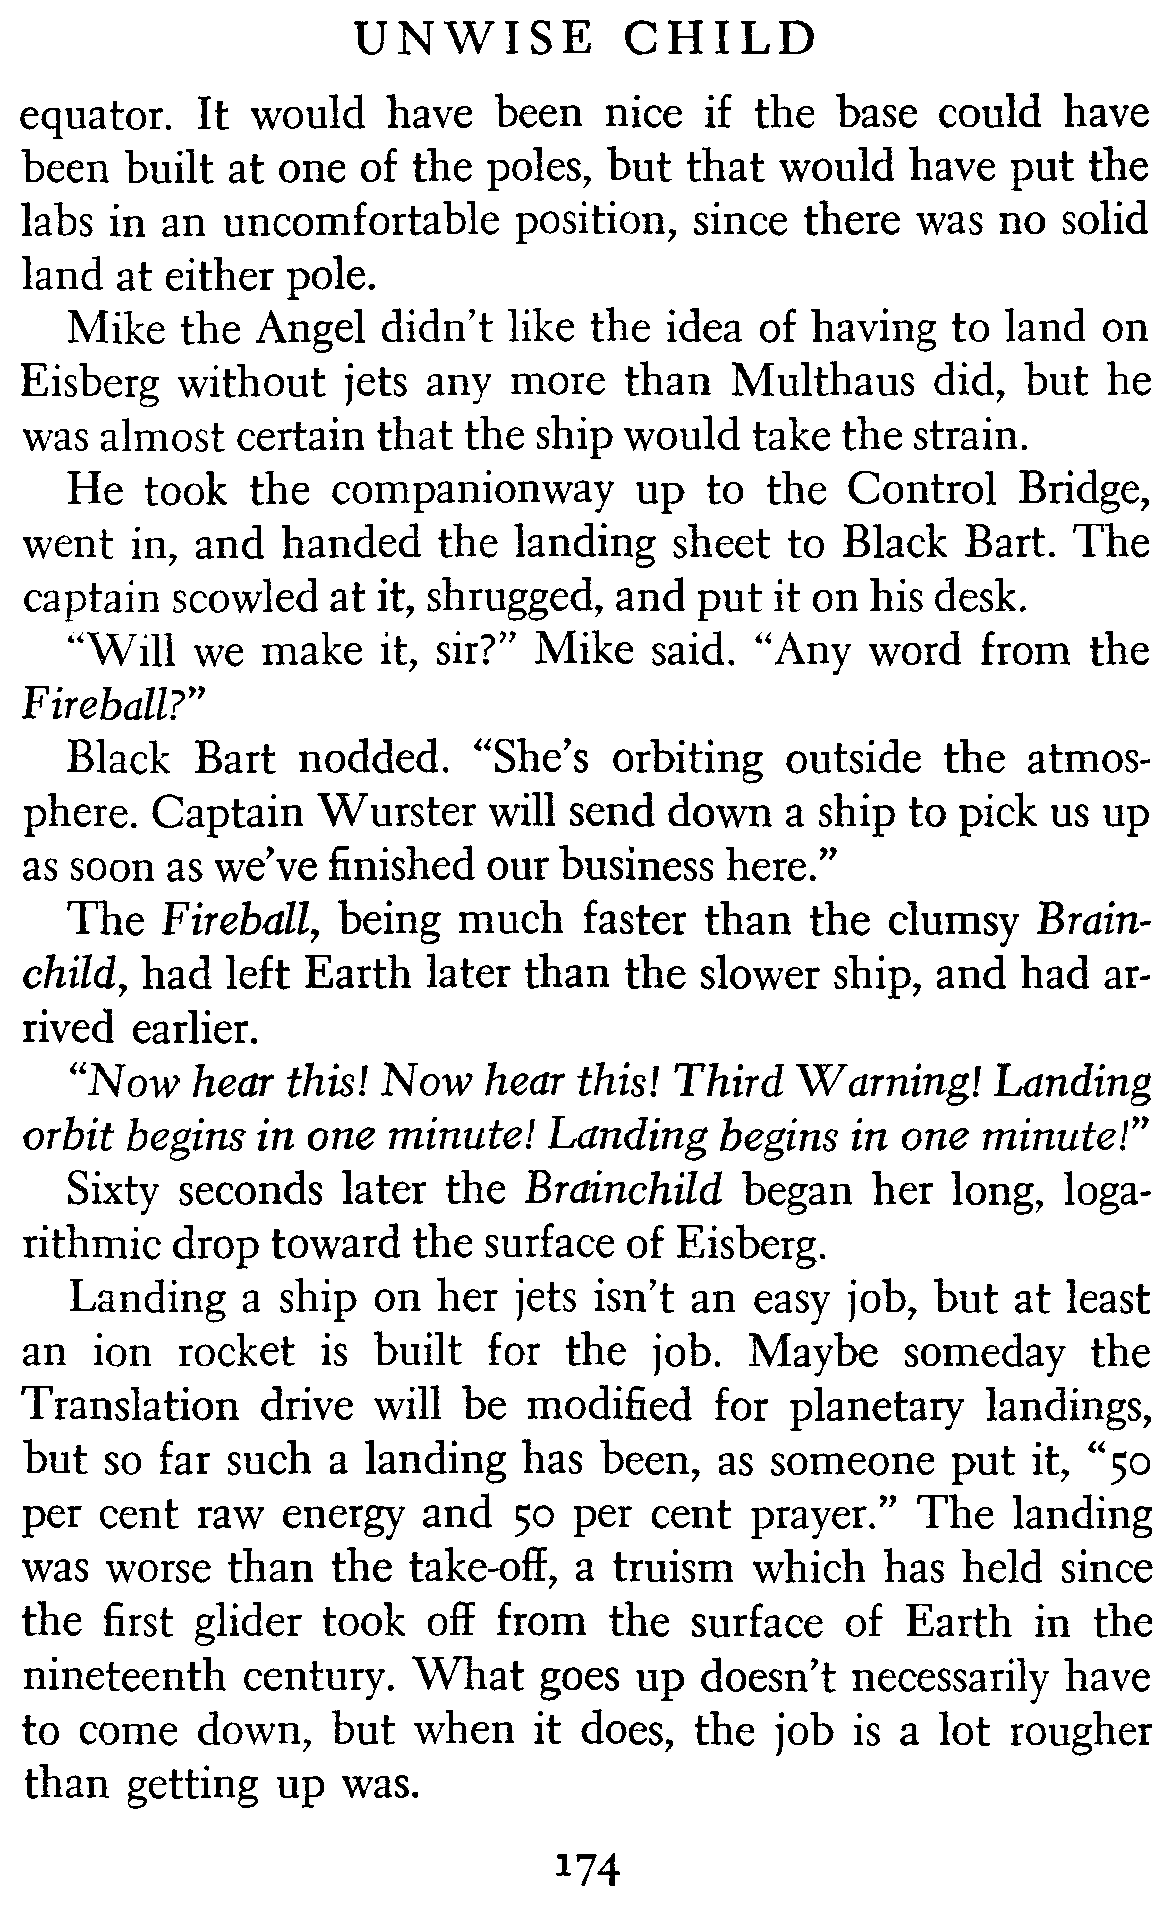 UNWISE CHILD
equator. It would have been nice if the base could have
been built at one of the poles, but that would have put the
labs in an uncomfortable position, since there was no solid
land at either pole.
Mike the Angel didn't like the idea of having to land on
Eisberg without jets any more than Multhaus did, but he
was almost certain that the ship would take the strain.
He took the companionway up to the Control Bridge,
went in, and handed the landing sheet to Black Bart. The
captain scowled at it, shrugged, and put it on his desk.
“Will we make it, sir?” Mike said. “Any word from the
Fireball?”
Black Bart nodded. “She's orbiting outside the atmos-
phere. Captain Wurster will send down a ship to pick us up
as soon as we've finished our business here.”
The Fireball, being much faster than the clumsy Brain-
child, had left Earth later than the slower ship, and had ar-
rived earlier.
“Now hear this! Now hear this! Third Warning! Landing
orbit begins in one minute! Landing begins in one minute!”
Sixty seconds later the Brainchild began her long, loga-
rithmic drop toward the surface of Eisberg.
Landing a ship on her jets isn't an easy job, but at least
an ion rocket is built for the job. Maybe someday the
Translation drive will be modified for planetary landings,
but so far such a landing has been, as someone put it, “50
per cent raw energy and 50 per cent prayer.” The landing
was worse than the take-off, a truism which has held since
the first glider took off from the surface of Earth in the
nineteenth century. What goes up doesn't necessarily have
to come down, but when it does, the job is a lot rougher
than getting up was.
174